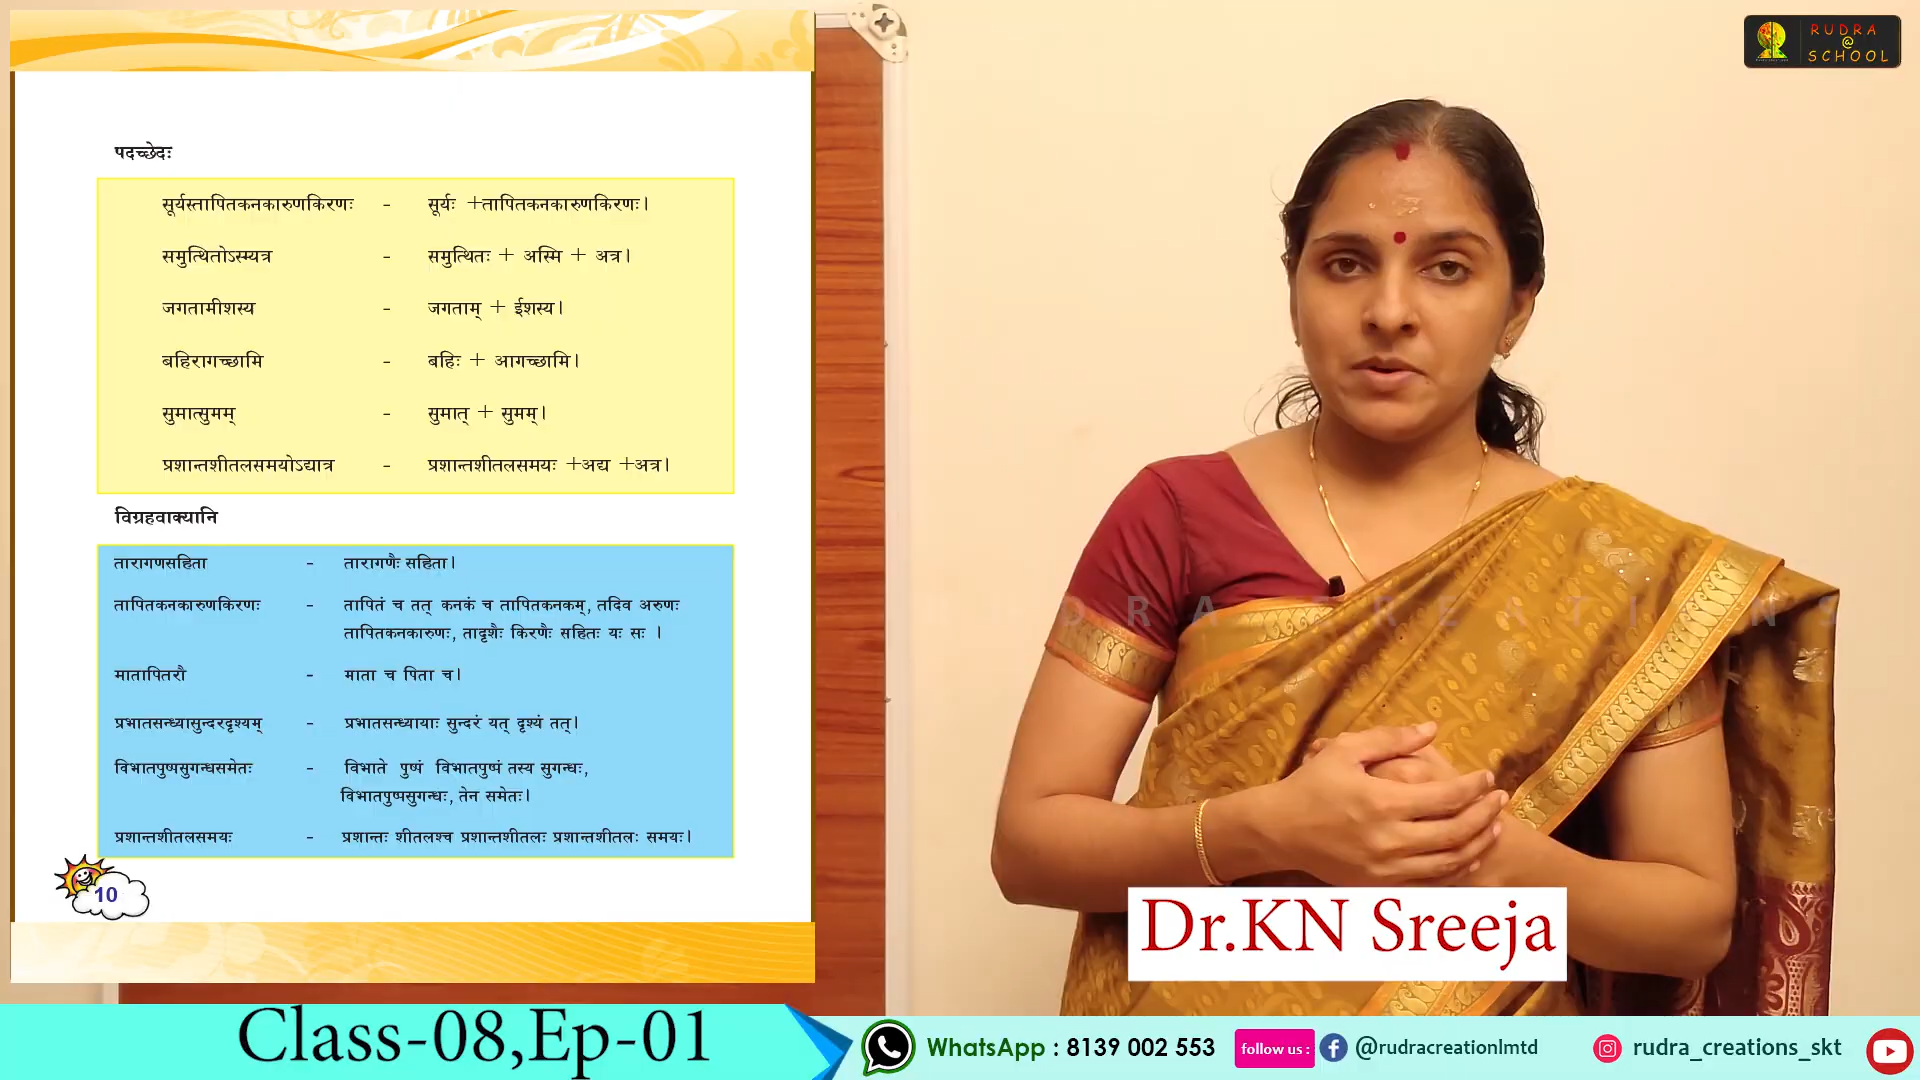 पदच्छेदः
सूर्यस्तापितकनकारुणकिरणः - सूर्यः +तापितकनकारुणकिरणः।
समुत्थितोऽस्म्यत्र - समुत्थितः + अस्मि + अत्र।
जगतामीशस्य - जगताम् + ईशस्य।
बहिरागच्छामि - बहिः + आगच्छामि।
सुमात्सुमम् - सुमात् + सुमम्।
प्रशान्तशीतलसमयोऽद्यात्र - प्रशान्तशीतलसमयः +अद्य +अत्र।
विग्रहवाक्यानि
तारागणसहिता - तारागणैः सहिता।
तापितकनकारुणकिरणः - तापितं च तत् कनकं च तापितकनकम्, तदिव अरुणः
तापितकनकारुणः, तादृशैः किरणैः सहितः यः सः ।
मातापितरौ - माता च पिता च।
प्रभातसन्ध्यासुन्दरदृश्यम् - प्रभातसन्ध्यायाः सुन्दरं यत् दृश्यं तत्।
विभातपुष्पसुगन्धसमेतः - विभाते पुष्पं विभातपुष्पं तस्य सुगन्धः,
विभातपुष्पसुगन्धः, तेन समेतः।
प्रशान्तशीतलसमयः - प्रशान्तः शीतलश्च प्रशान्तशीतलः प्रशान्तशीतलः समयः।
10
RUDRA
@
SCHOOL
Dr.KN Sreeja
Class-08,Ep-01
WhatsApp : 8139 002 553
follow us :
@rudracreationlmtd
rudra_creations_skt